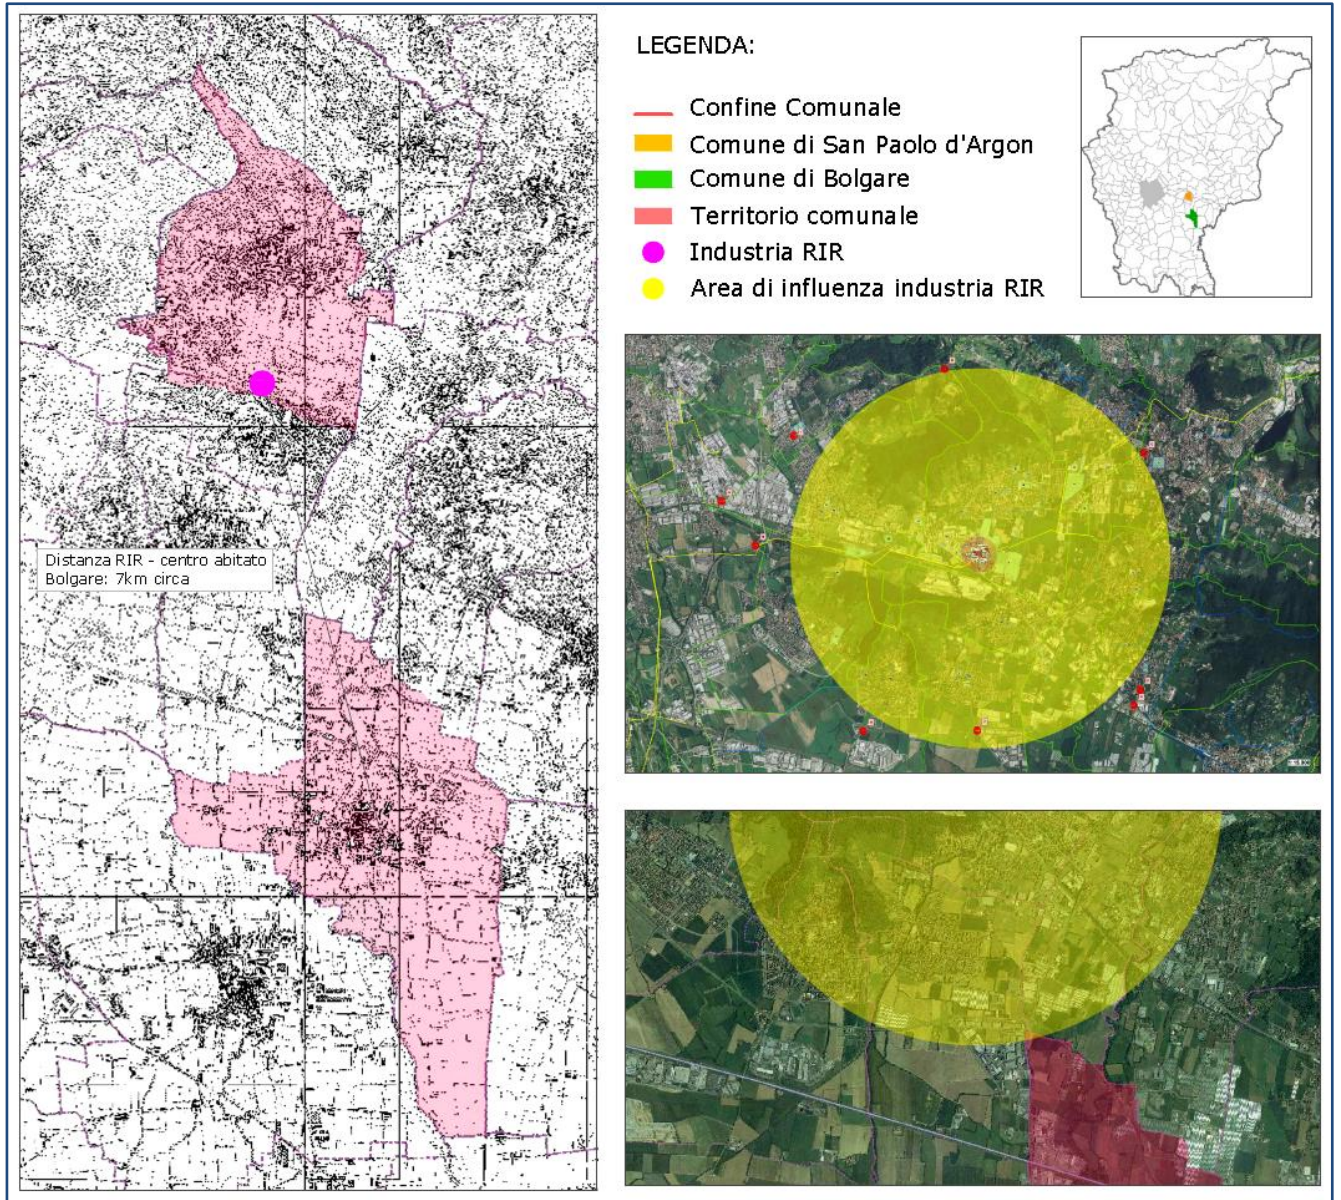 LEGENDA:
Confine Comunale
Comune di San Paolo d'Argon
Comune di Bolgare
Territorio comunale
Industria RIR
Area di influenza industria RIR
Distanza RIR - centro abitato
Bolgare: 7km circa